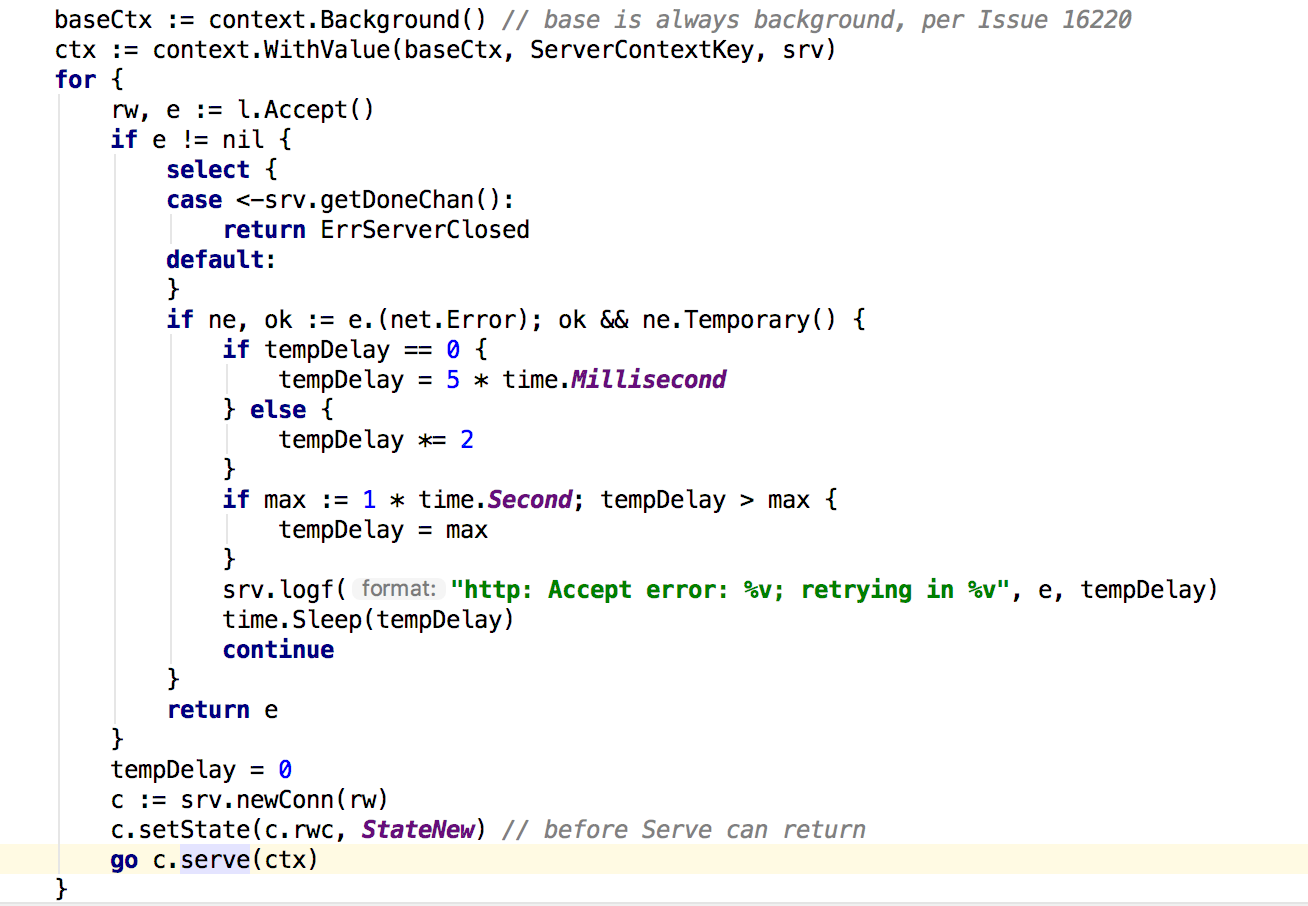 baseCtx := context.Background() // base is always background, per Issue 16220
ctx := context.WithValue(baseCtx, ServerContextKey, srv)
for {
    rw, e := l.Accept()
    if e != nil {
        select {
        case <-srv.getDoneChan():
            return ErrServerClosed
        default:
        }
        if ne, ok := e.(net.Error); ok && ne.Temporary() {
            if tempDelay == 0 {
                tempDelay = 5 * time.Millisecond
            } else {
                tempDelay *= 2
            }
            if max := 1 * time.Second; tempDelay > max {
                tempDelay = max
            }
            srv.logf( format: "http: Accept error: %v; retrying in %v", e, tempDelay)
            time.Sleep(tempDelay)
            continue
        }
        return e
    }
    tempDelay = 0
    c := srv.newConn(rw)
    c.setState(c.rwc, StateNew) // before Serve can return
    go c.serve(ctx)
}